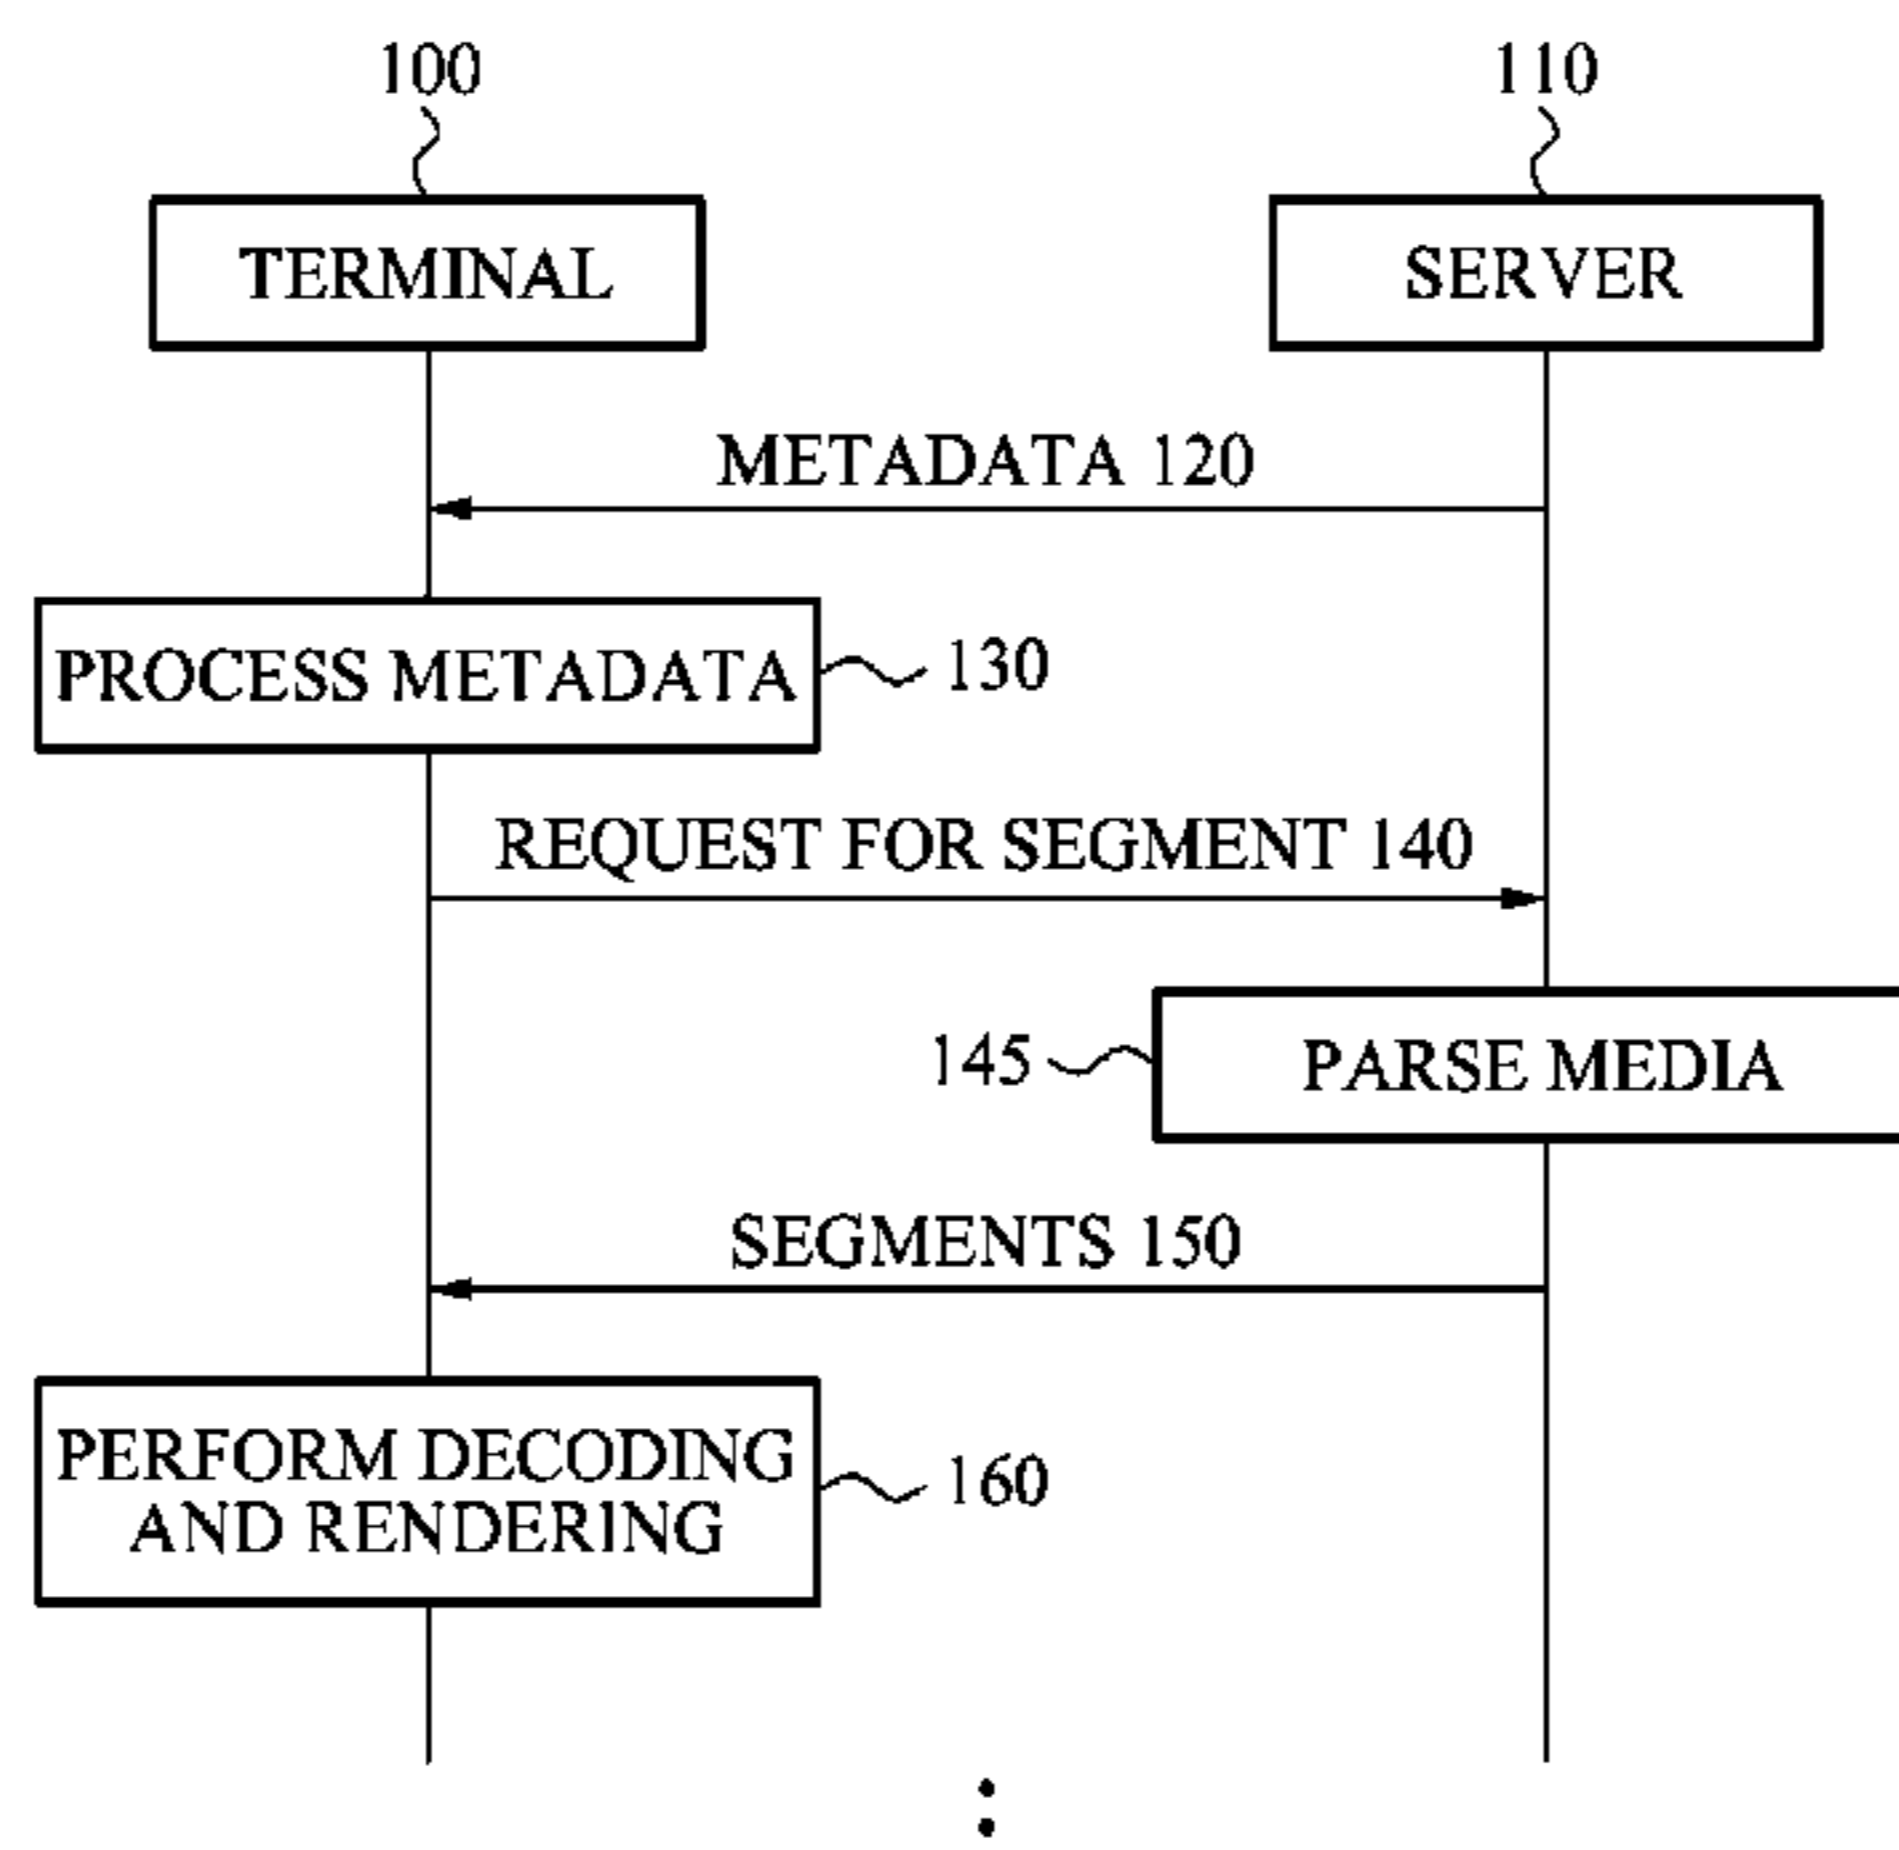 100
110
TERMINAL
SERVER
METADATA 120
PROCESS METADATA
130
REQUEST FOR SEGMENT 140
145
PARSE MEDIA
SEGMENTS 150
PERFORM DECODING
AND RENDERING
160